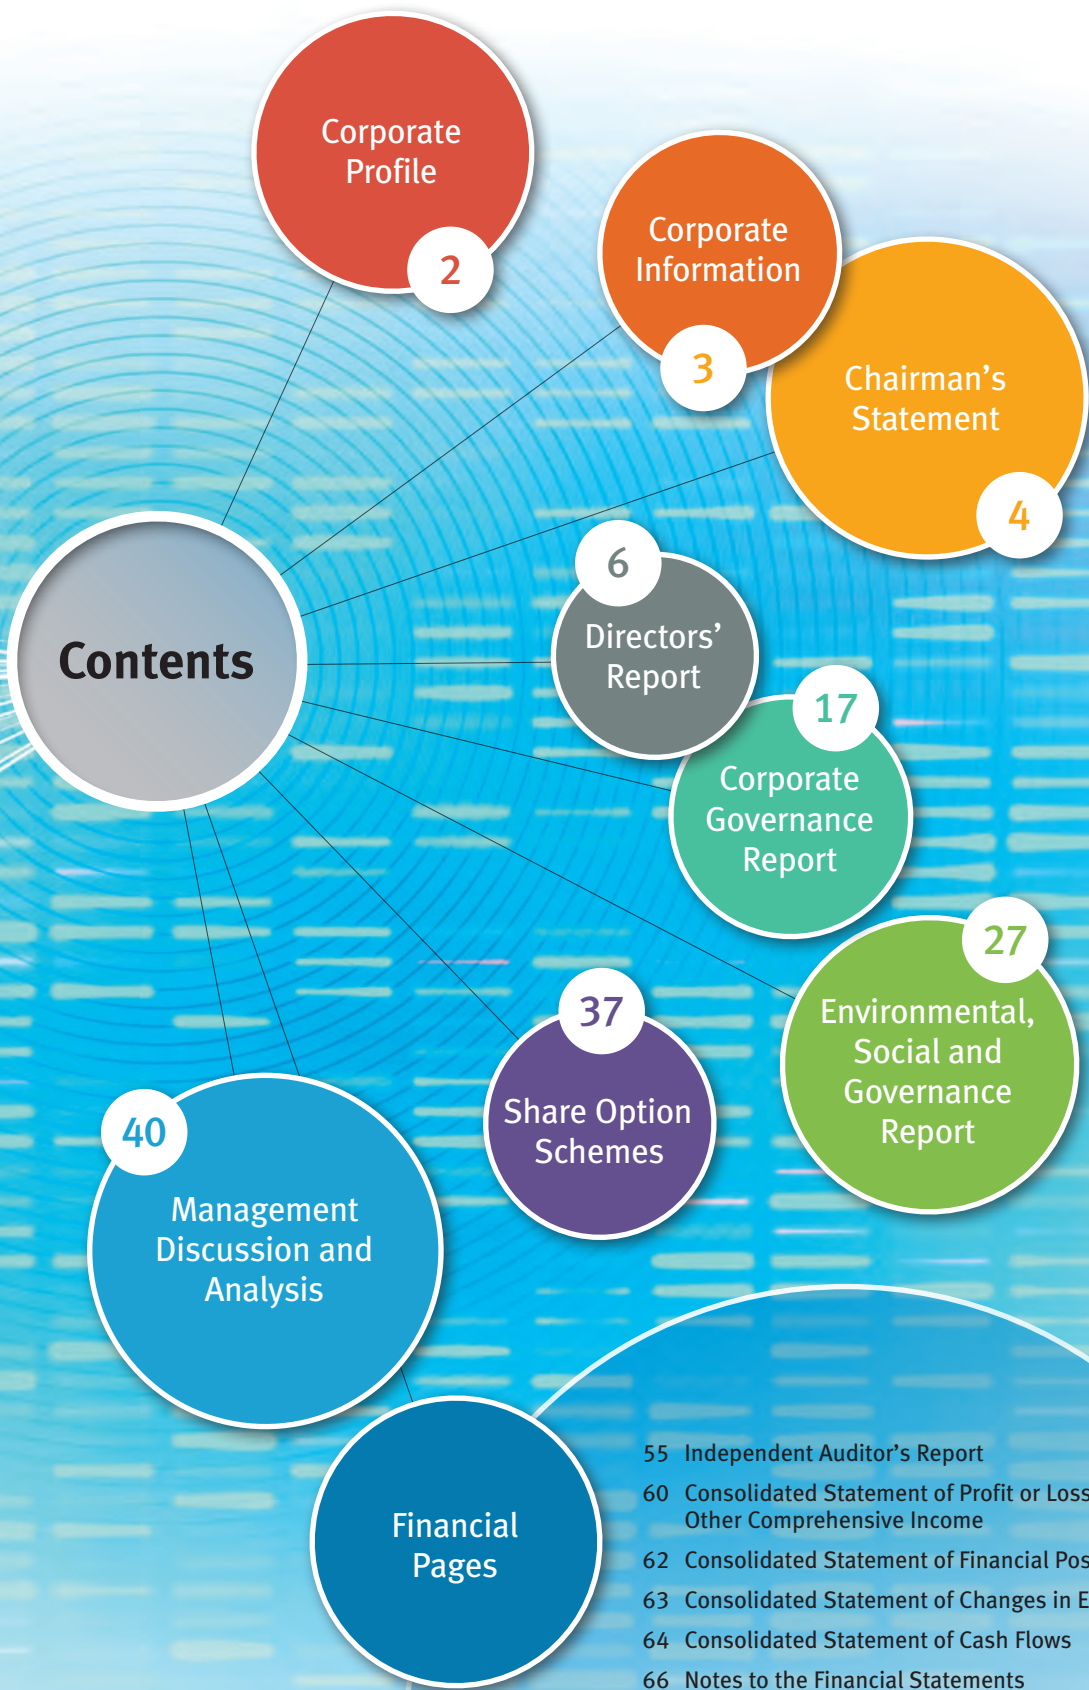 Corporate
Profile
2
Corporate
Information
3
Chairman's
Statement
4
Contents
6
Directors'
Report
17
Corporate
Governance
Report
27
Environmental,
Social and
Governance
Report
37
Share Option
Schemes
40
Management
Discussion and
Analysis
Financial
Pages
55 Independent Auditor's Report
60 Consolidated Statement of Profit or Loss
Other Comprehensive Income
62 Consolidated Statement of Financial Pos
63 Consolidated Statement of Changes in E
64 Consolidated Statement of Cash Flows
66 Notes to the Financial Statements